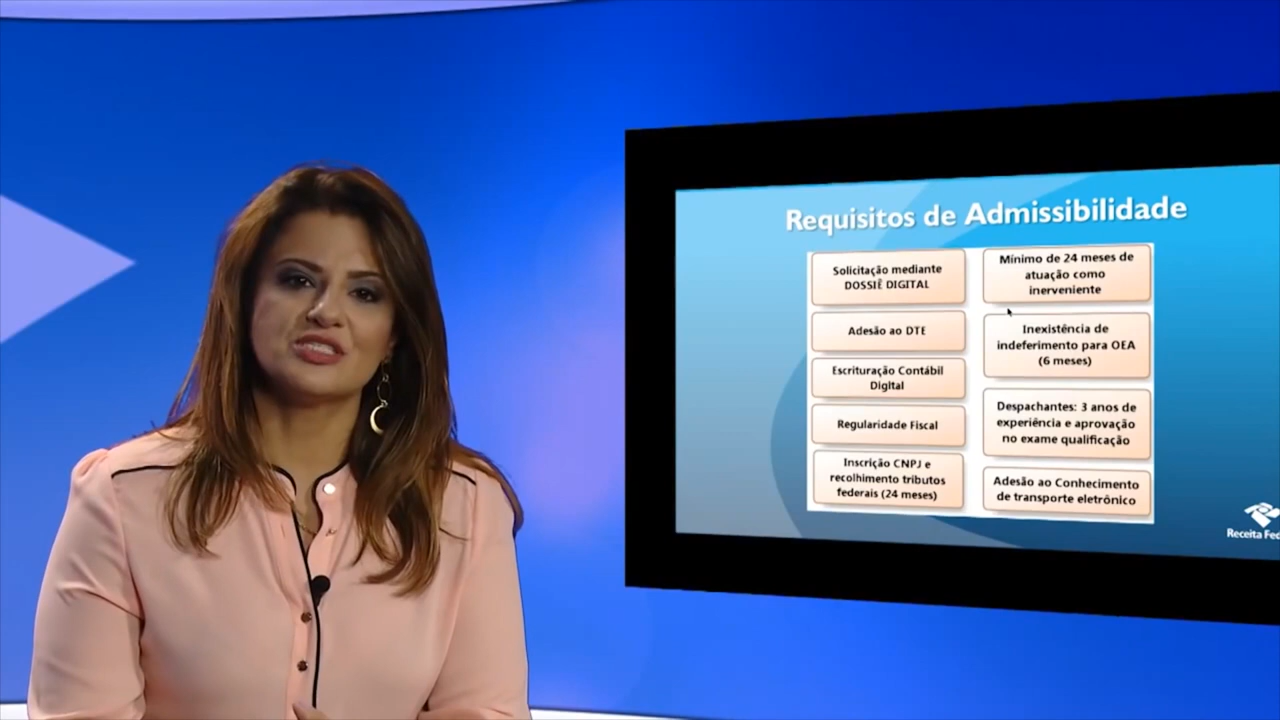 Requisitos de Admissibilidade
Solicitação mediante
DOSSIÊ DIGITAL
Adesão ao DTE
Escrituração Contábil
Digital
Regularidade Fiscal
Inscrição CNPJ e
recolhimento tributos
federais (24 meses)
Mínimo de 24 meses de
atuação como
inerveniente
Inexistência de
indeferimento para OEA
(6 meses)
Despachantes: 3 anos de
experiência e aprovação
no exame qualificação
Adesão ao Conhecimento
de transporte eletrônico
Receita Fed